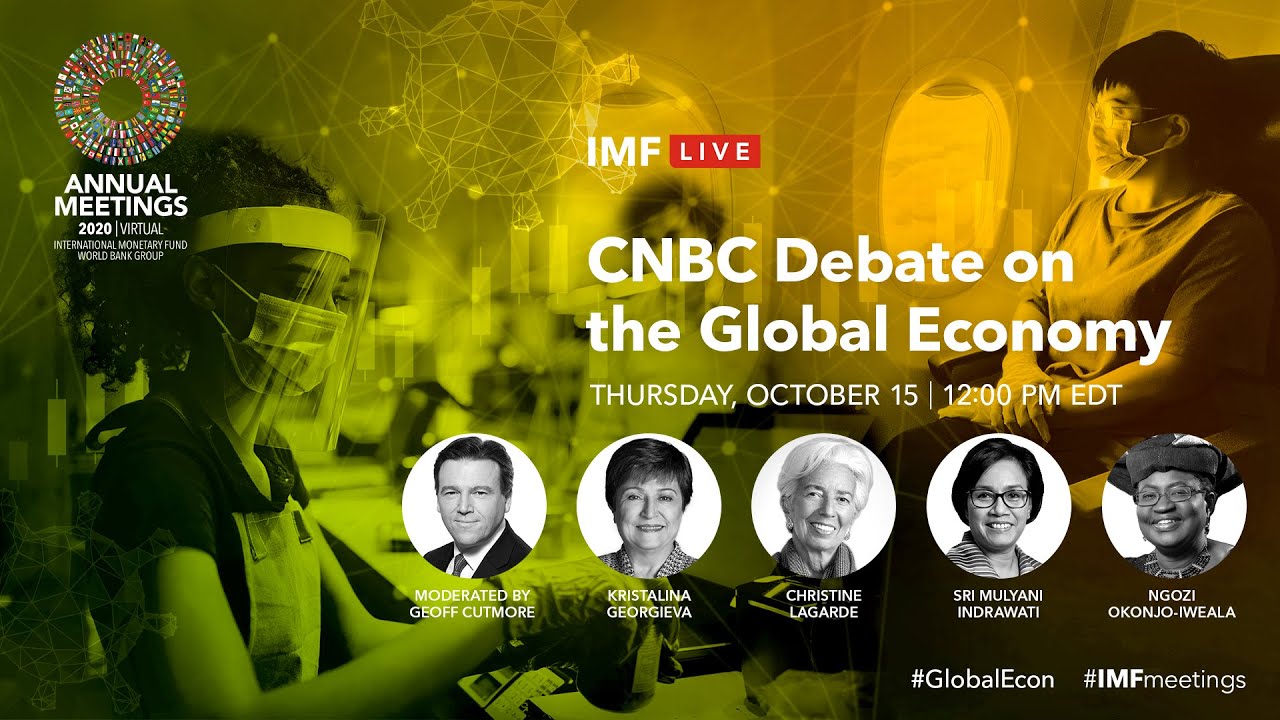 ANNUAL
MEETINGS
2020 | VIRTUAL
INTERNATIONAL MONETARY FUND
WORLD BANK GROUP
IMF LIVE
CNBC Debate on
the Global Economy
THURSDAY, OCTOBER 15 | 12:00 PM EDT
MODERATED BY
GEOFF CUTMORE
KRISTALINA
GEORGIEVA
CHRISTINE
LAGARDE
SRI MULYANI
INDRAWATI
NGOZI
OKONJO-IWEALA
#GlobalEcon #IMFmeetings